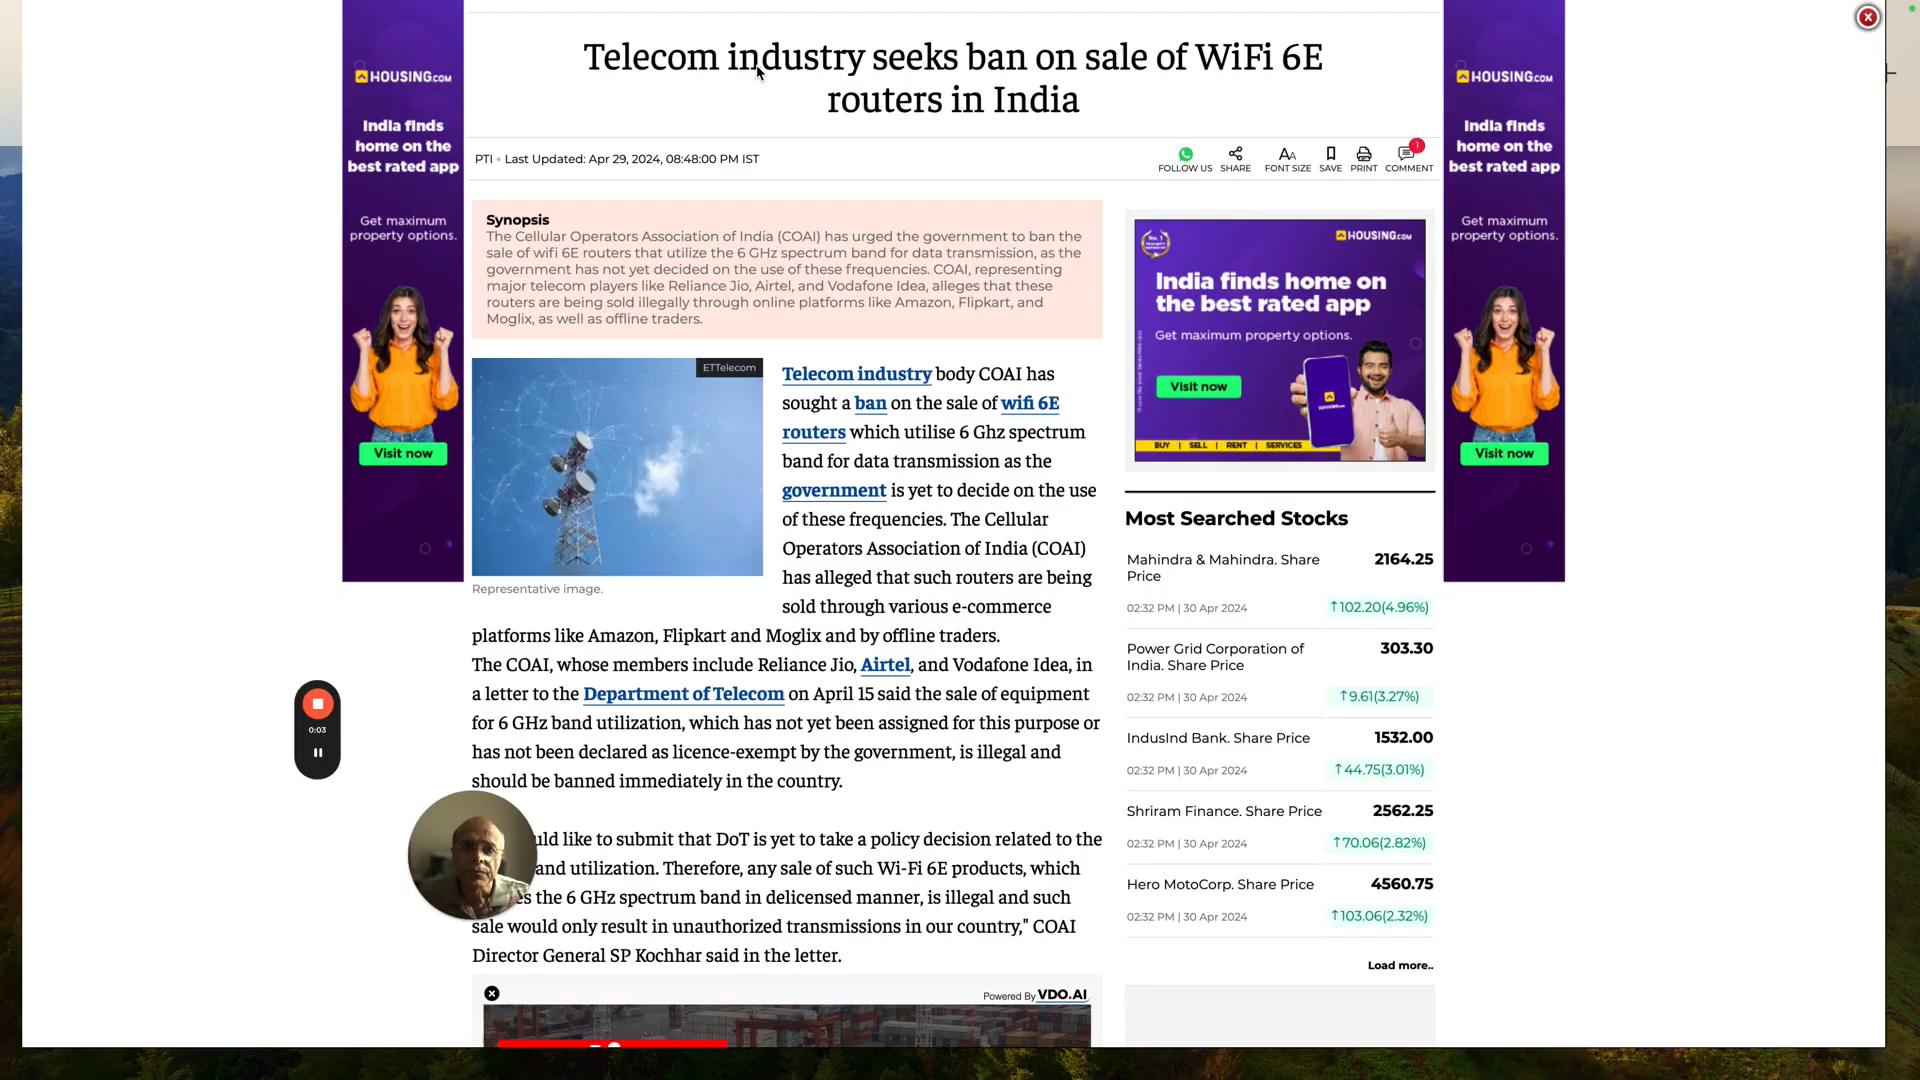 Telecom industry seeks ban on sale of WiFi 6E
routers in India
PTI • Last Updated: Apr 29, 2024, 08:48:00 PM IST
FOLLOW US
SHARE
FONT SIZE
SAVE
PRINT
1
COMMENT
HOUSING.COM
India finds
home on the
best rated app
Get maximum
property options.
Visit now
Synopsis
The Cellular Operators Association of India (COAI) has urged the government to ban the
sale of wifi 6E routers that utilize the 6 GHz spectrum band for data transmission, as the
government has not yet decided on the use of these frequencies. COAI, representing
major telecom players like Reliance Jio, Airtel, and Vodafone Idea, alleges that these
routers are being sold illegally through online platforms like Amazon, Flipkart, and
Moglix, as well as offline traders.
ETTelecom
Representative image.
Telecom industry body COAI has
sought a ban on the sale of wifi 6E
routers which utilise 6 Ghz spectrum
band for data transmission as the
government is yet to decide on the use
of these frequencies. The Cellular
Operators Association of India (COAI)
has alleged that such routers are being
sold through various e-commerce
platforms like Amazon, Flipkart and Moglix and by offline traders.
The COAI, whose members include Reliance Jio, Airtel, and Vodafone Idea, in
a letter to the Department of Telecom on April 15 said the sale of equipment
for 6 GHz band utilization, which has not yet been assigned for this purpose or
has not been declared as licence-exempt by the government, is illegal and
should be banned immediately in the country.
uld like to submit that DoT is yet to take a policy decision related to the
and utilization. Therefore, any sale of such Wi-Fi 6E products, which
es the 6 GHz spectrum band in delicensed manner, is illegal and such
sale would only result in unauthorized transmissions in our country," COAI
Director General SP Kochhar said in the letter.
Powered By VDO.AI
0:03
No. 1
HOUSING.COM
India finds home on
the best rated app
Get maximum property options.
Visit now
HOUSING.COM
BUY | SELL | RENT | SERVICES
Most Searched Stocks
Mahindra & Mahindra. Share
Price
2164.25
02:32 PM | 30 Apr 2024
↑102.20(4.96%)
Power Grid Corporation of
India. Share Price
303.30
02:32 PM | 30 Apr 2024
↑9.61(3.27%)
IndusInd Bank. Share Price
1532.00
02:32 PM | 30 Apr 2024
↑44.75(3.01%)
Shriram Finance. Share Price
2562.25
02:32 PM | 30 Apr 2024
↑70.06(2.82%)
Hero MotoCorp. Share Price
4560.75
02:32 PM | 30 Apr 2024
↑103.06(2.32%)
Load more..
HOUSING.COM
India finds
home on the
best rated app
Get maximum
property options.
Visit now